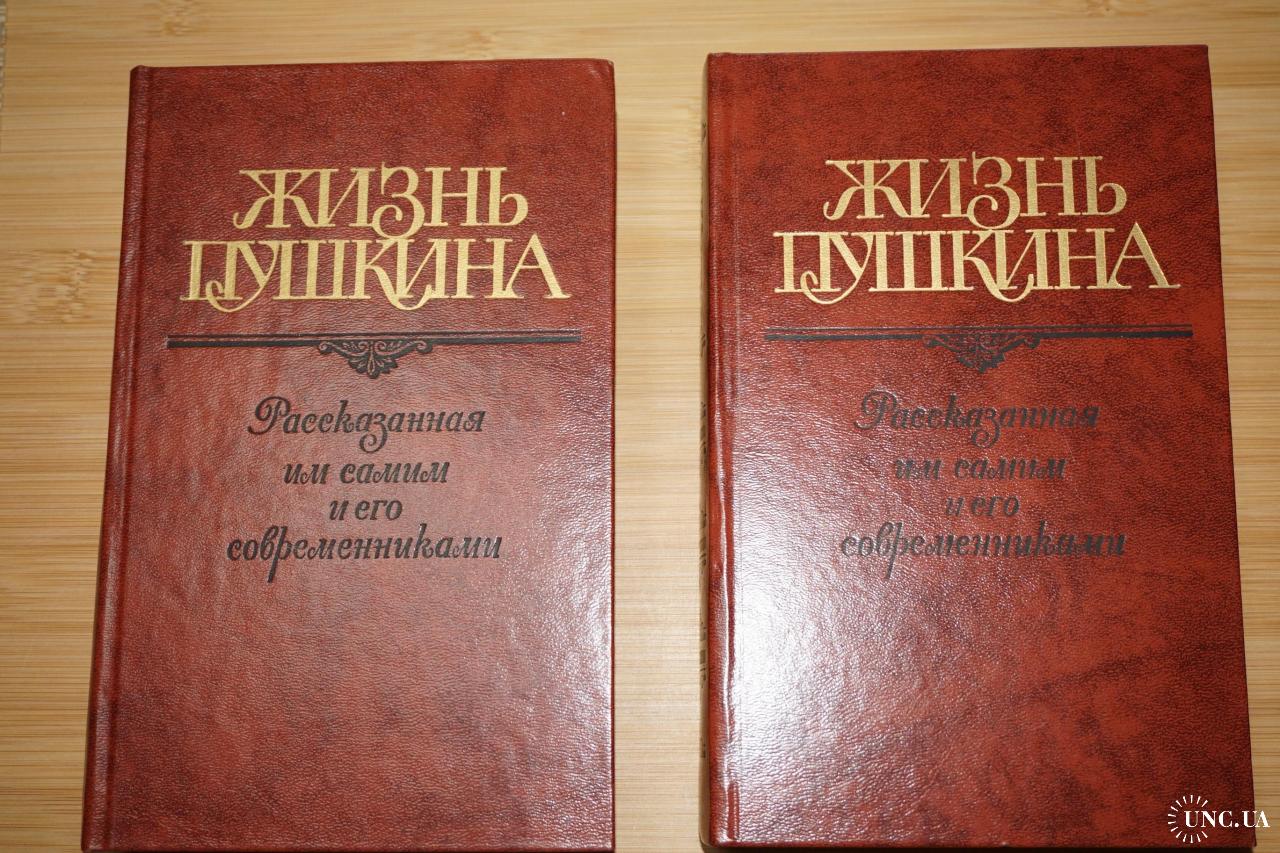 ЖИЗНЬ
ПУШКИНА
Рассказанная
им самим
и его
современниками
ЖИЗНЬ
ПУШКИНА
Рассказанная
им самим
и его
современниками
UNC.UA